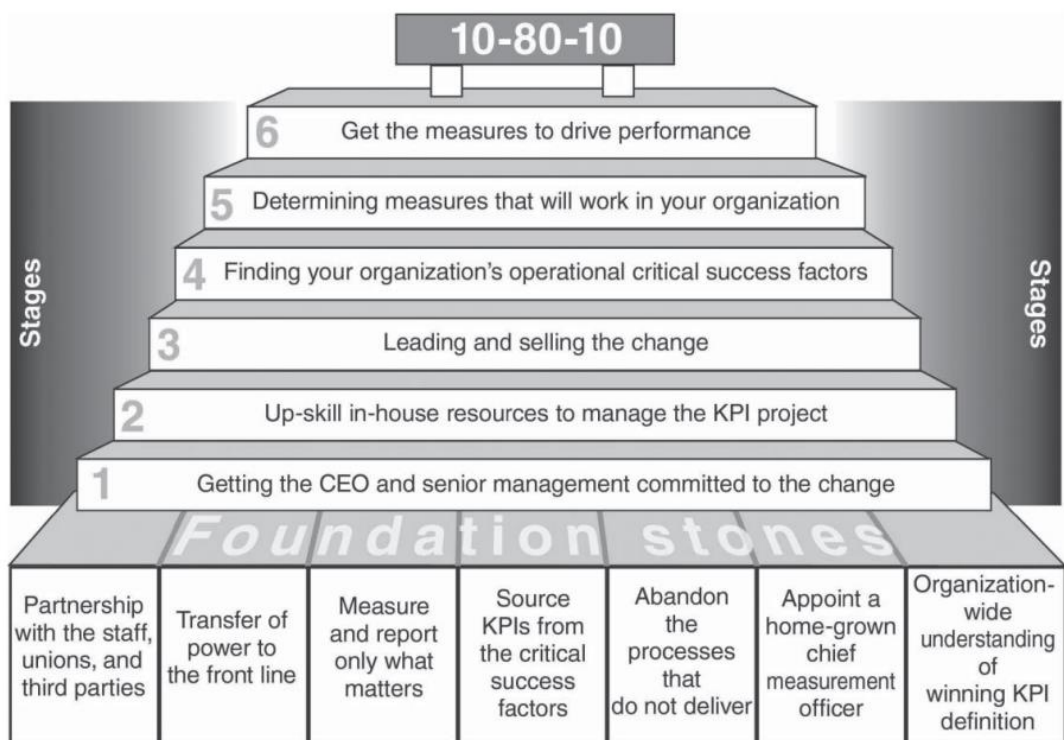 10-80-10
6 Get the measures to drive performance
5 Determining measures that will work in your organization
4 Finding your organization’s operational critical success factors
3 Leading and selling the change
2 Up-skill in-house resources to manage the KPI project
1 Getting the CEO and senior management committed to the change
Stages
Stages
Foundation stones
Partnership
with the staff,
unions, and
third parties
Transfer of
power to
the front line
Measure
and report
only what
matters
Source
KPIs from
the critical
success
factors
Abandon
the
processes
that
do not deliver
Appoint a
home-grown
chief
measurement
officer
Organization-
wide
understanding
of
winning KPI
definition